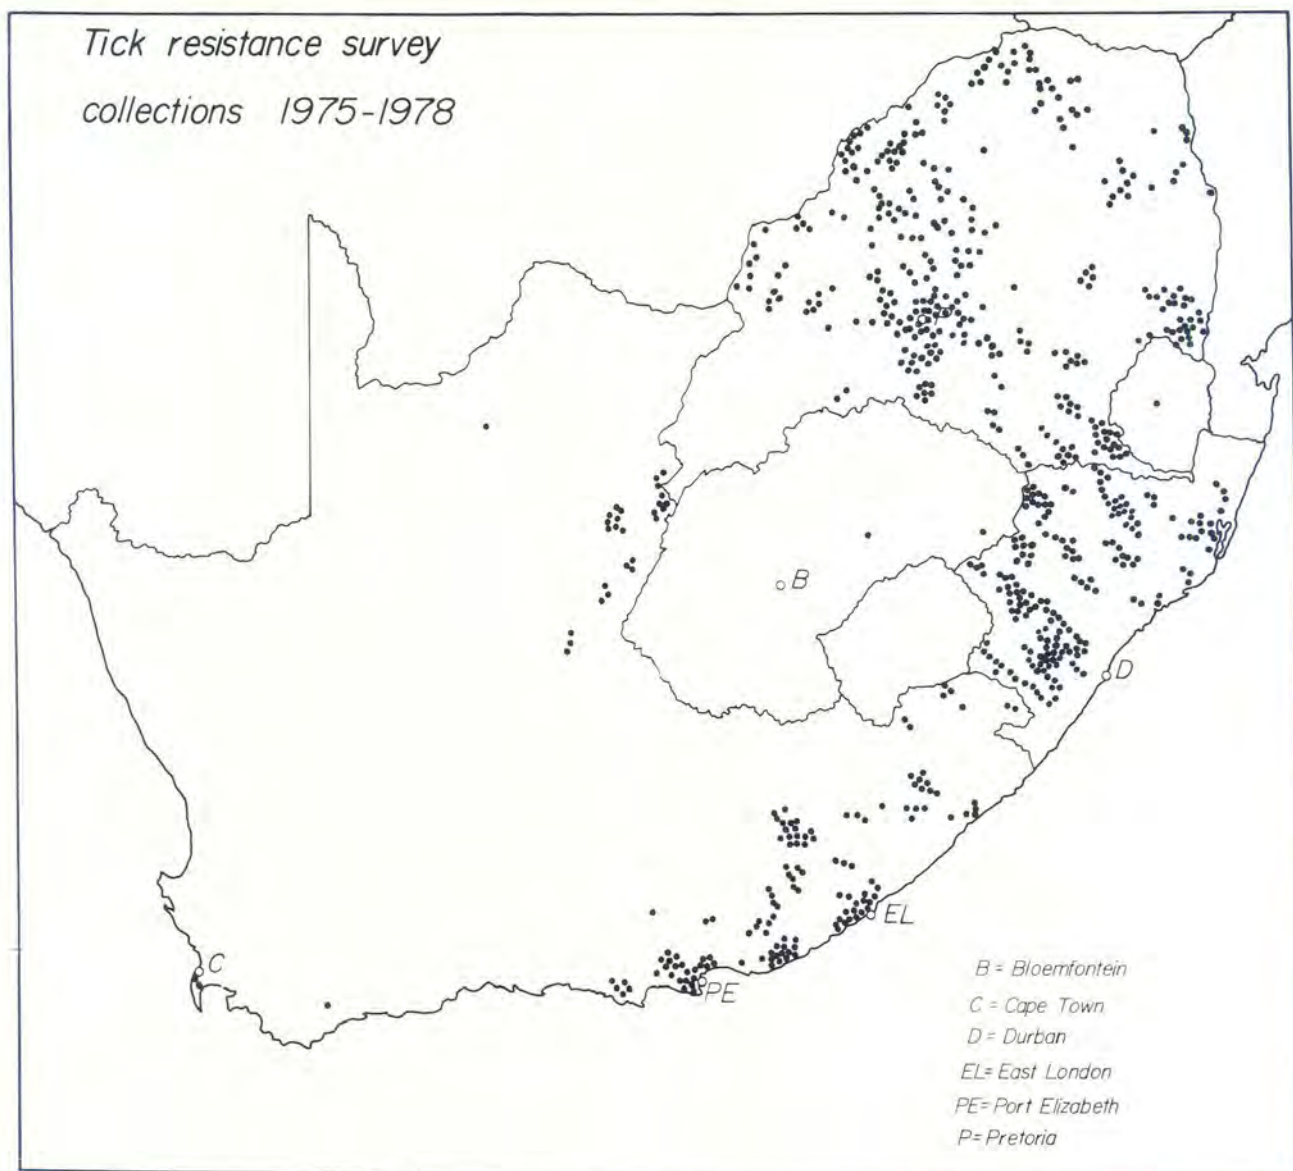 Tick resistance survey
collections 1975-1978
P
B
D
EL
C
PE
B = Bloemfontein
C = Cape Town
D = Durban
EL= East London
PE= Port Elizabeth
P= Pretoria